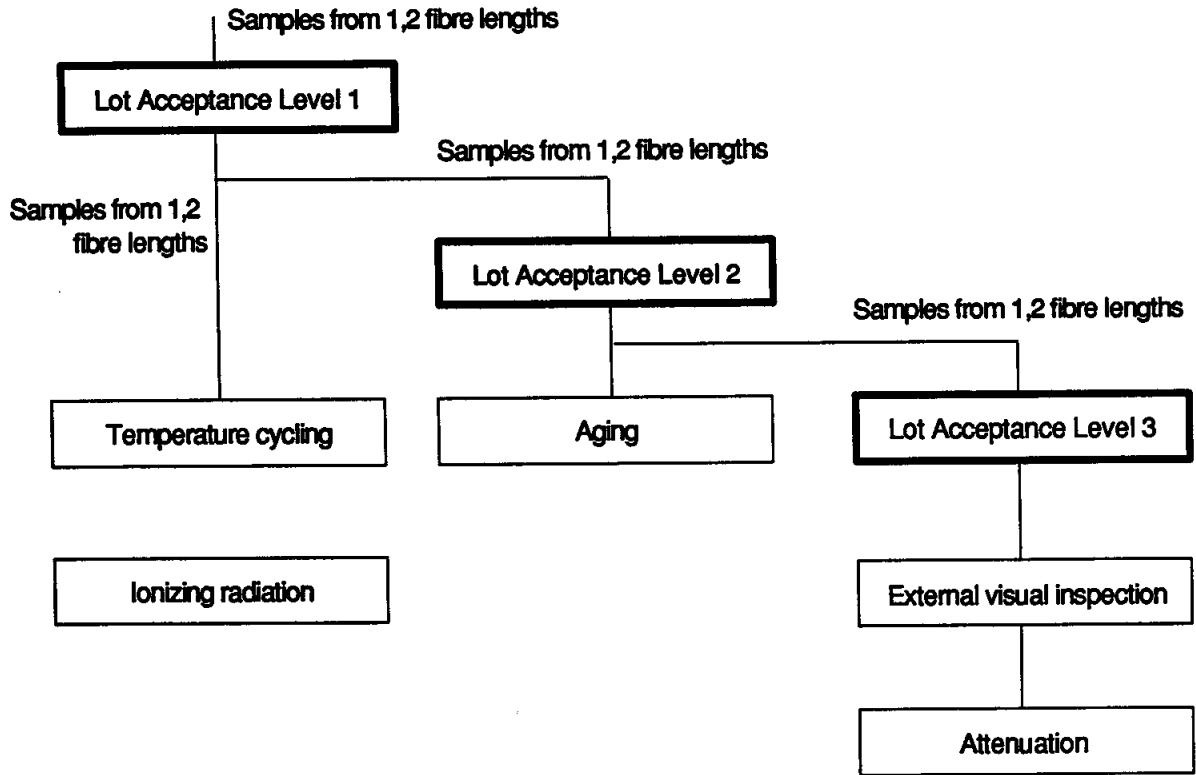 Samples from 1,2 fibre lengths
Lot Acceptance Level 1
Samples from 1,2 fibre lengths
Samples from 1,2
fibre lengths
Lot Acceptance Level 2
Samples from 1,2 fibre lengths
Temperature cycling
Aging
Lot Acceptance Level 3
Ionizing radiation
External visual inspection
Attenuation